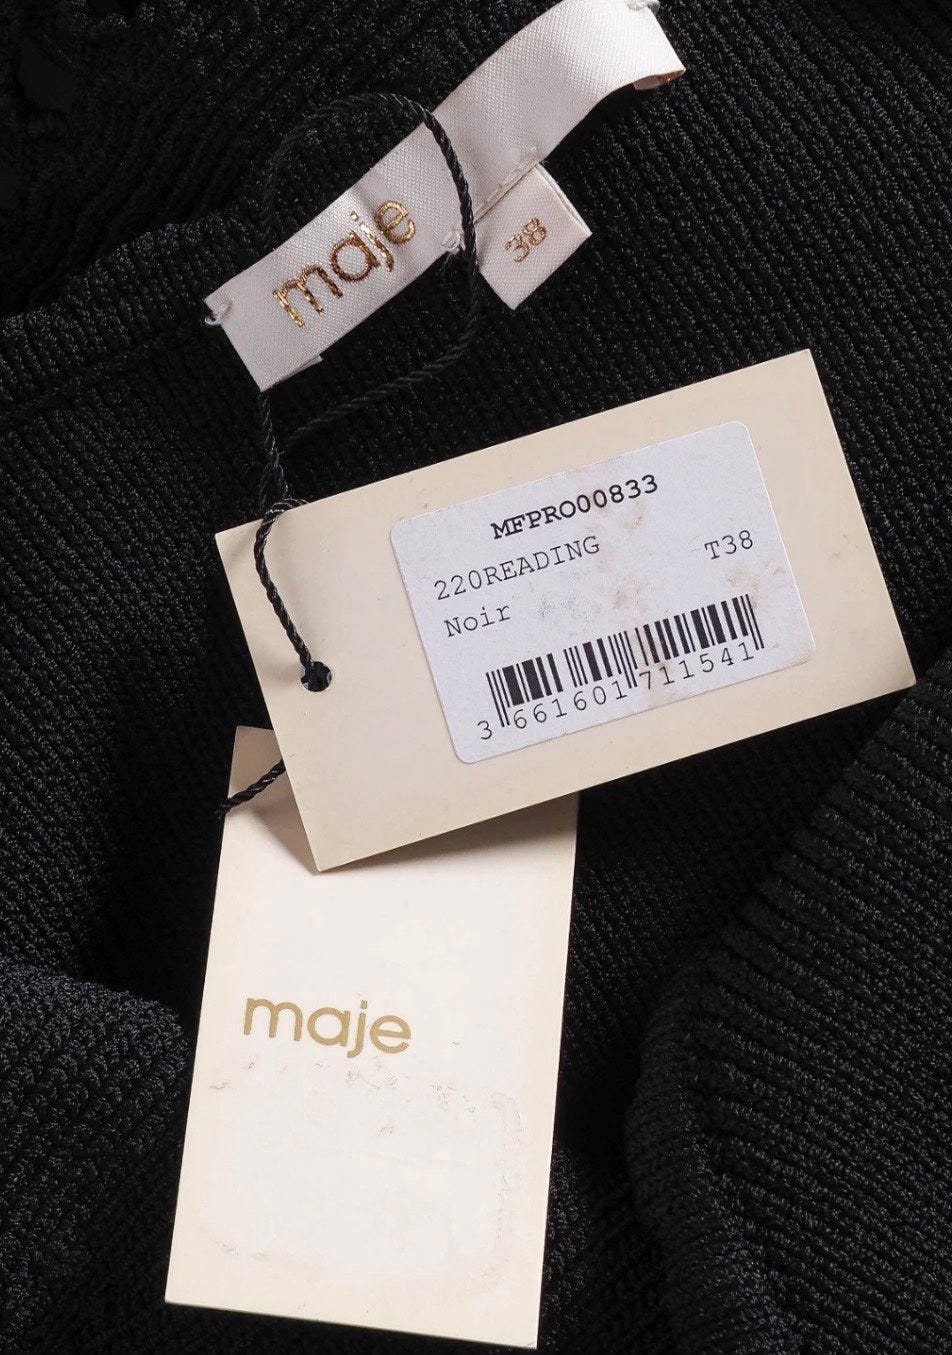 maje
38
MFPRO00833
220READING T38
Noir
3 661601 711541
maje